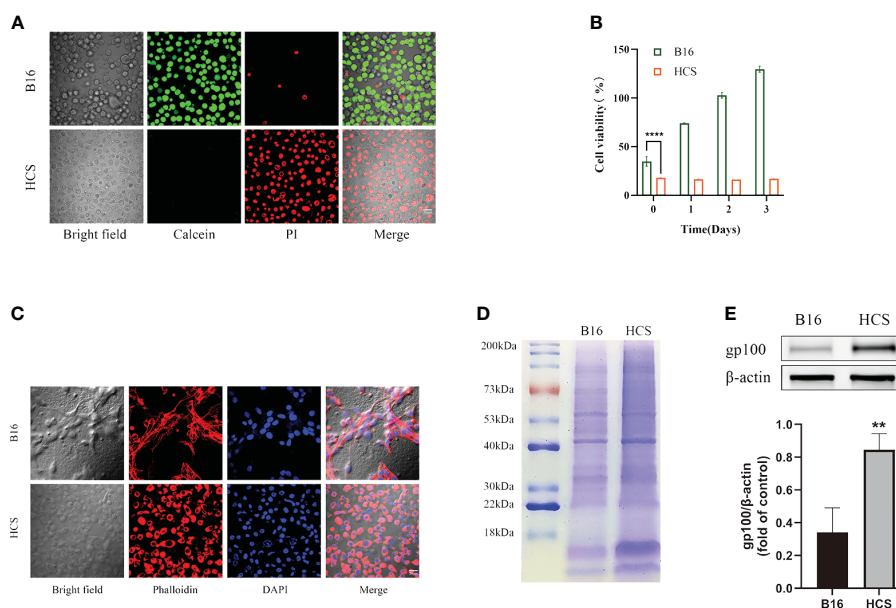 A
B16
HCS
Bright field Calcein PI Merge
B
Cell viability( %)
150
100
50
0
B16
HCS
****
0 1 2 3
Time(Days)
C
B16
HCS
Bright field Phalloidin DAPI Merge
D
B16 HCS
200kDa
73kDa
53kDa
40kDa
30kDa
22kDa
18kDa
E
B16 HCS
gp100
β-actin
gp100/β-actin
(fold of control)
1.0
0.8
0.6
0.4
0.2
0.0
**
B16 HCS